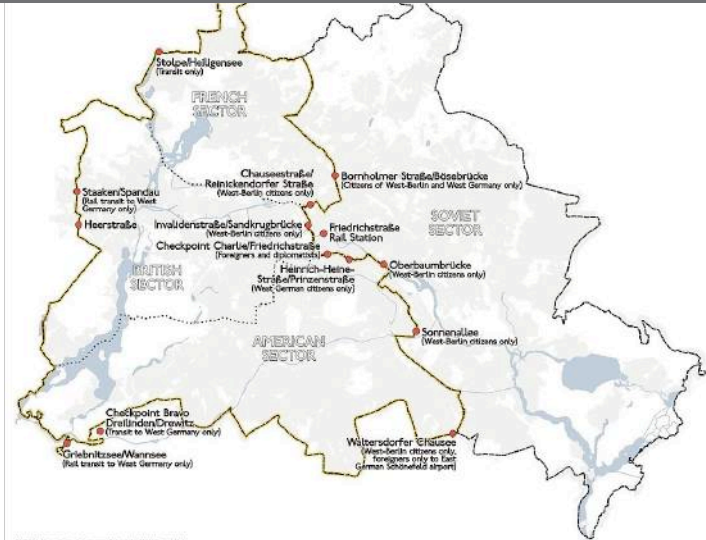 Stolpe/Heiligensee
(Transit only)
FRENCH
SECTOR
Chauseestraße/
Reinickendorfer Straße
(West-Berlin citizens only)
Bornholmer Straße/Bösebrücke
(Citizens of West-Berlin and West Germany only)
Staaken/Spandau
(Rail transit to West
Germany only)
Heerstraße
Invalidenstraße/Sandkrugbrücke
(West-Berlin citizens only)
Friedrichstraße
Rail Station
SOVIET
SECTOR
Checkpoint Charlie/Friedrichstraße
(Foreigners and diplomatists)
BRITISH
SECTOR
Heinrich-Heine-
Straße/Prinzenstraße
(West German citizens only)
Oberbaumbrücke
(West-Berlin citizens only)
Sonnenallee
(West-Berlin citizens only)
AMERICAN
SECTOR
Checkpoint Bravo
Dreilinden/Drewitz
(Transit to West Germany only)
Griebnitzsee/Wannsee
(Rail transit to West Germany only)
Waltersdorfer Chausee
(West-Berlin citizens only,
foreigners only to East
German Schönefeld airport)